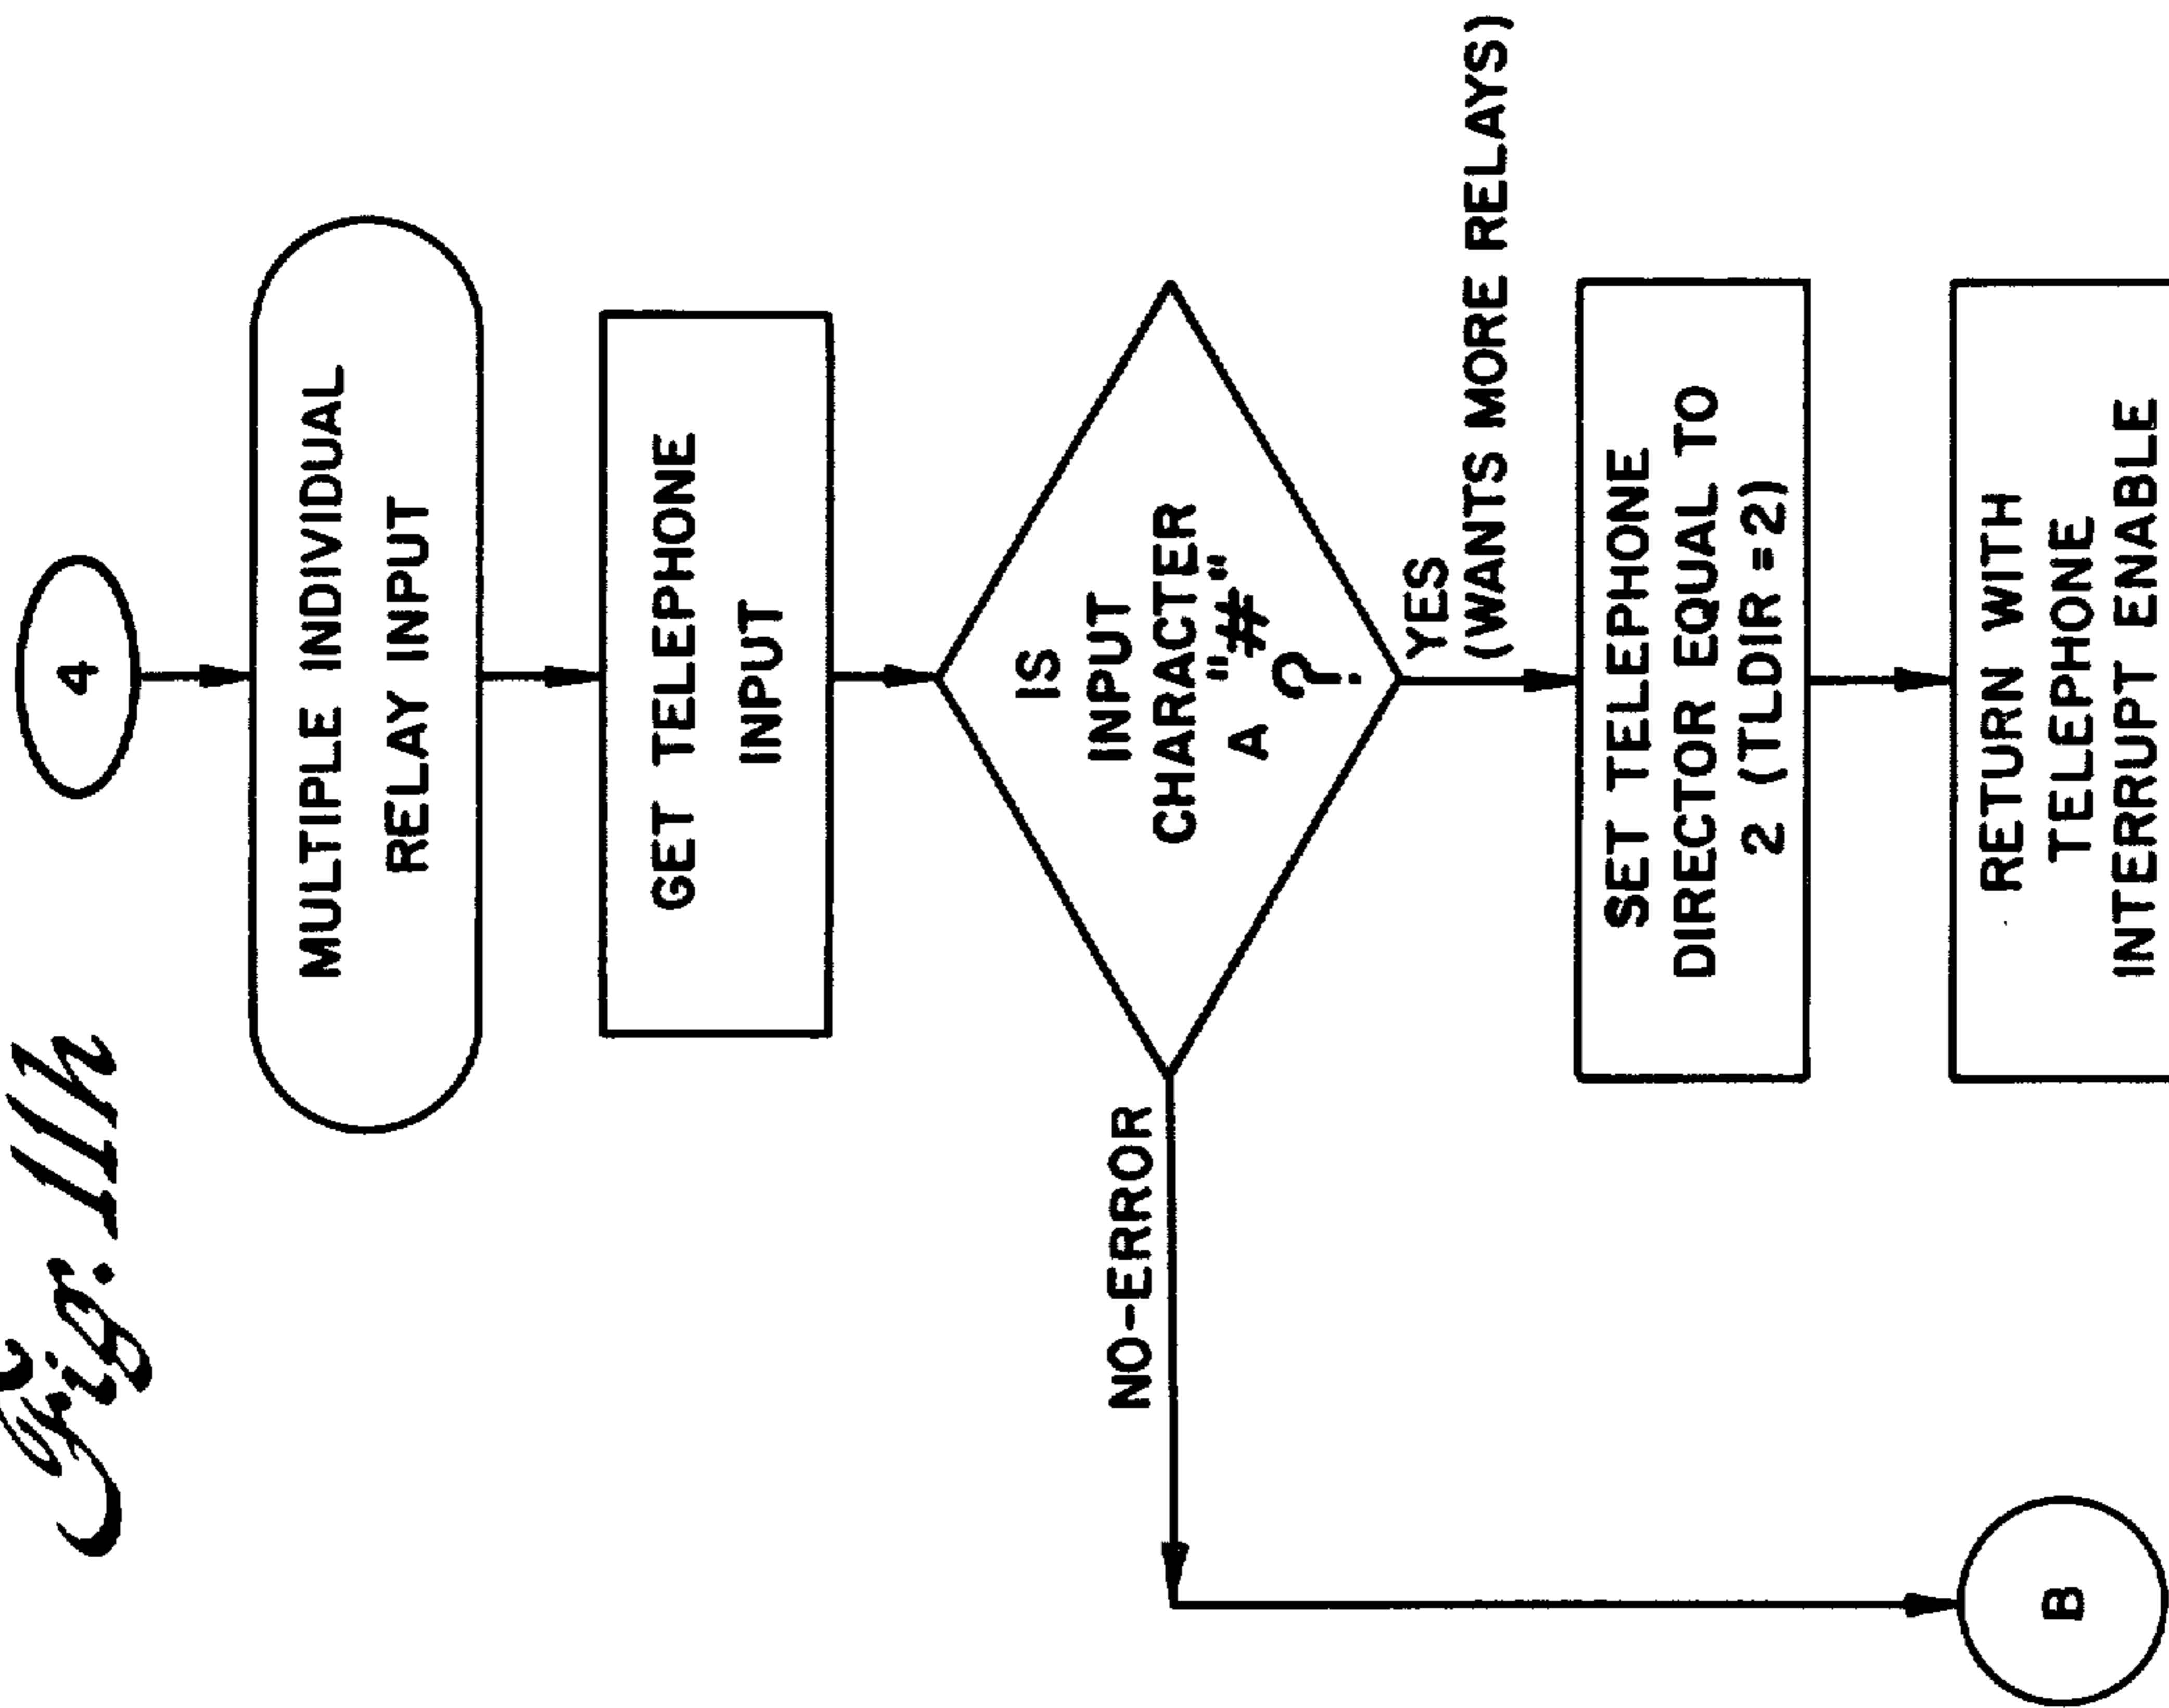 Fig. 11h
4
MULTIPLE INDIVIDUAL
RELAY INPUT
GET TELEPHONE
INPUT
IS
INPUT
CHARACTER
A "#"
?
NO-ERROR
YES
(WANTS MORE RELAYS)
SET TELEPHONE
DIRECTOR EQUAL TO
2 (TLDIR =2)
RETURN WITH
TELEPHONE
INTERRUPT ENABLE
B